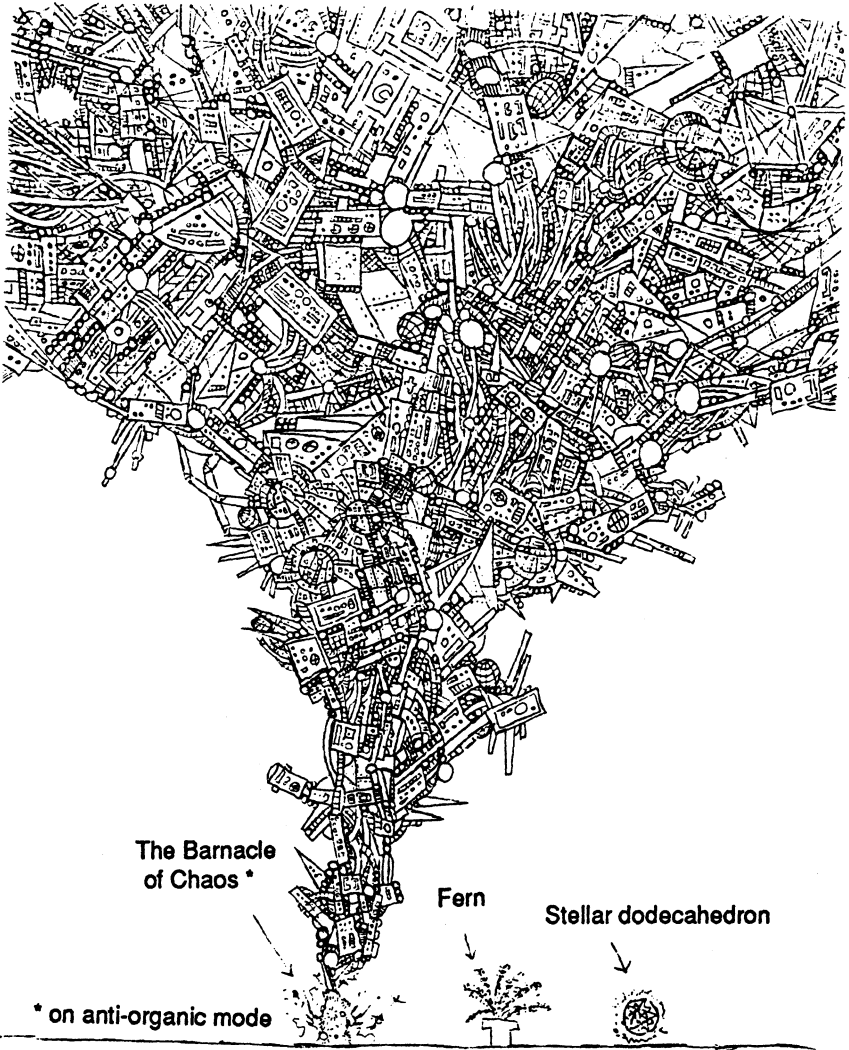 The Barnacle
of Chaos *
Fern
Stellar dodecahedron
* on anti-organic mode